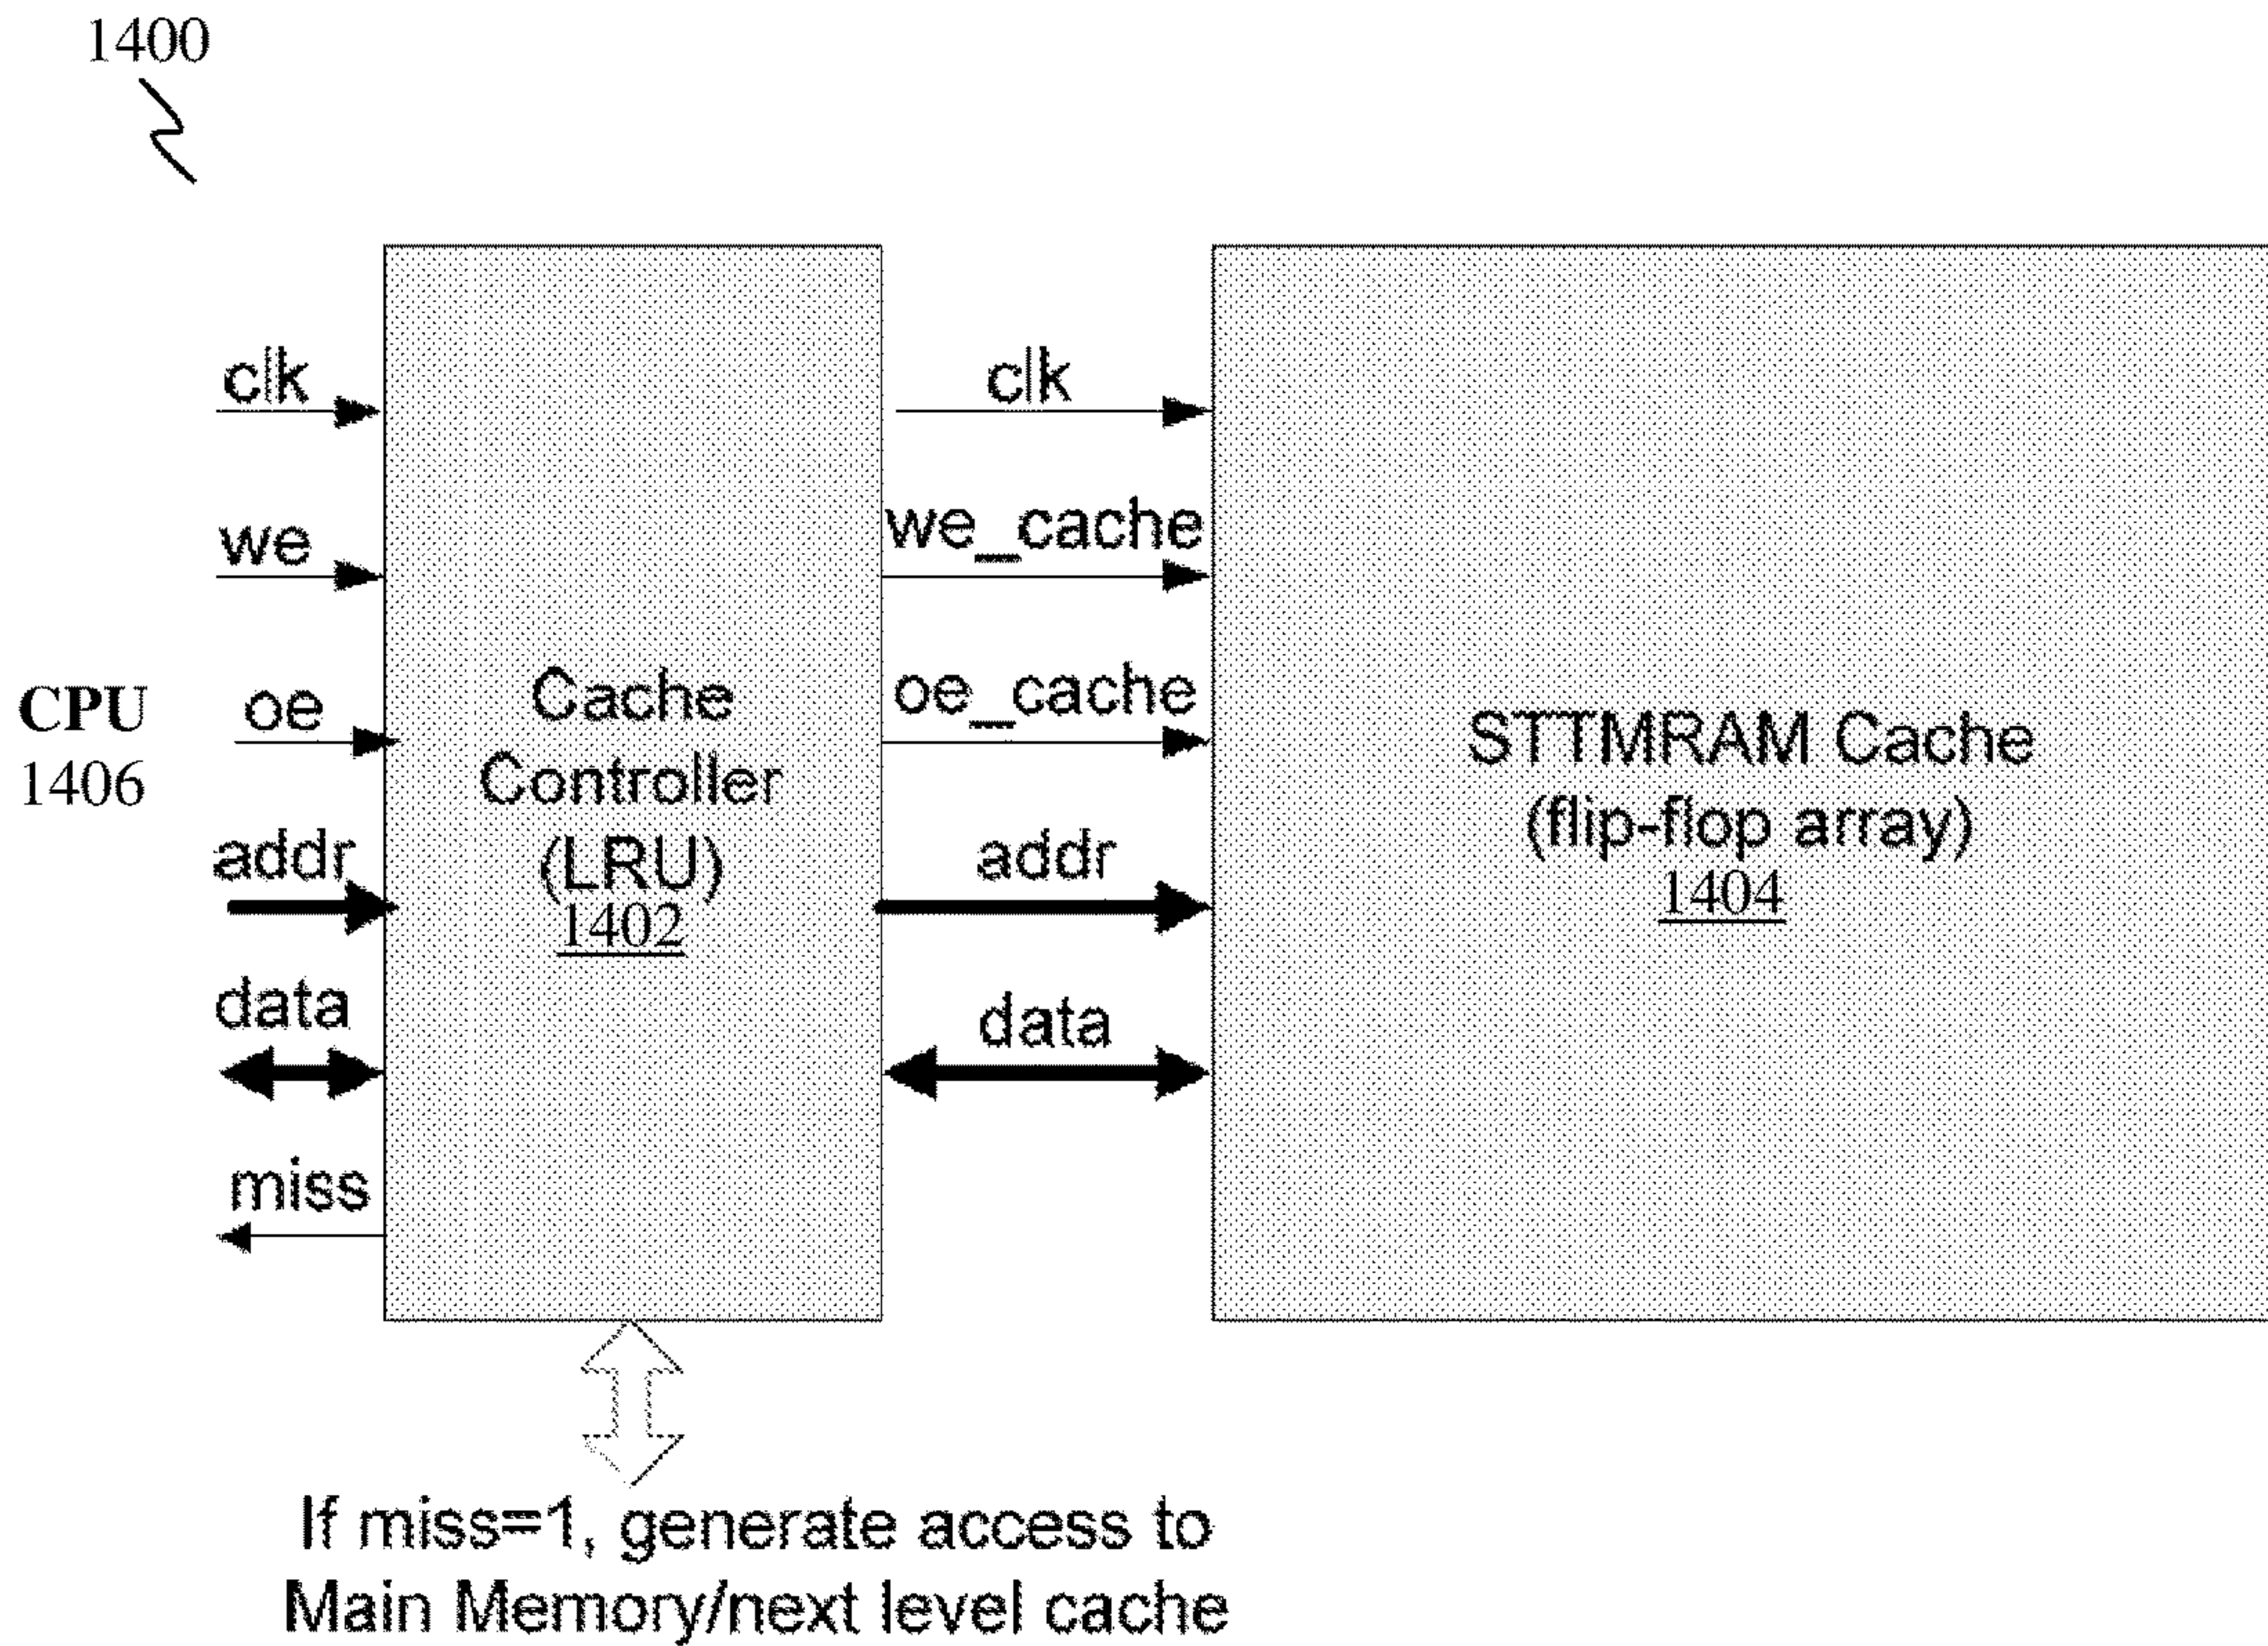 1400
clk
we
CPU
1406
oe
addr
data
miss
Cache
Controller
(LRU)
1402
clk
we_cache
oe_cache
addr
data
STTMRAM Cache
(flip-flop array)
1404
If miss=1, generate access to
Main Memory/next level cache